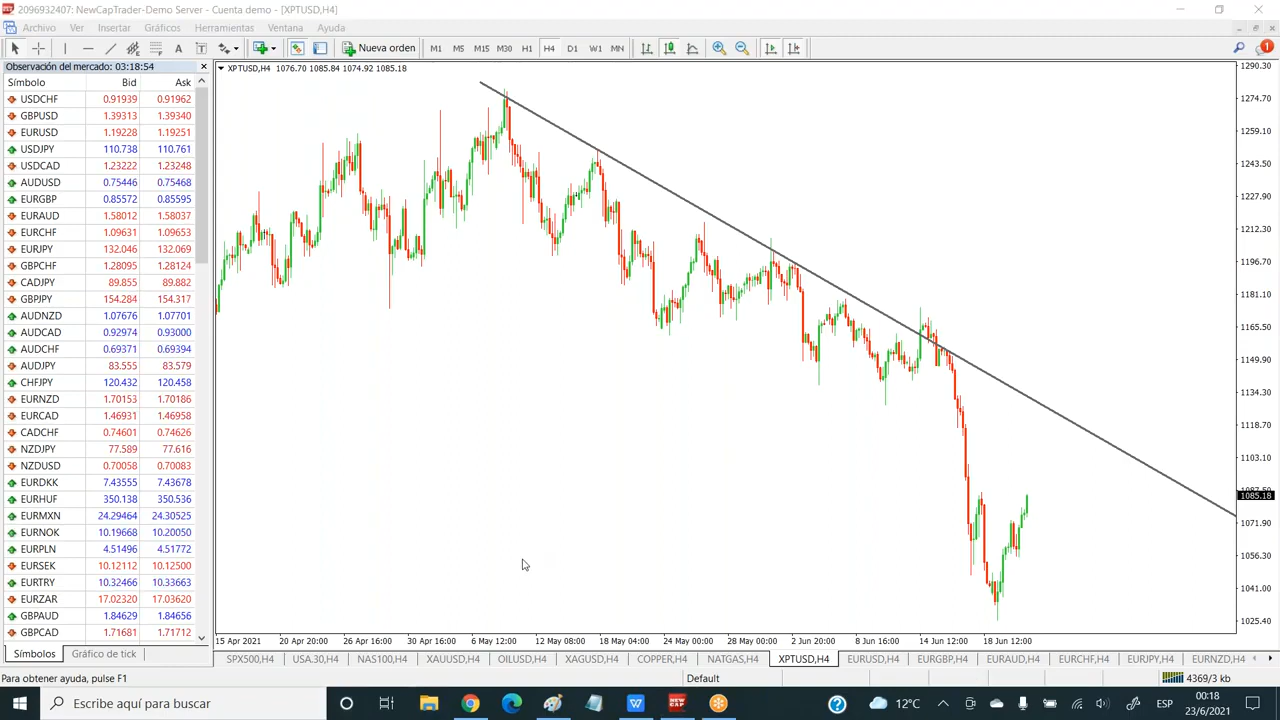 2096932407: NewCapTrader-Demo Server - Cuenta demo - [XPTUSD,H4]
Archivo Ver Insertar Gráficos Herramientas Ventana Ayuda
Nueva orden M1 M5 M15 M30 H1 H4 D1 W1 MN 1
Observación del mercado: 03:18:54
Símbolo Bid Ask
USDCHF 0.91939 0.91962
GBPUSD 1.39313 1.39340
EURUSD 1.19228 1.19251
USDJPY 110.738 110.761
USDCAD 1.23222 1.23248
AUDUSD 0.75446 0.75468
EURGBP 0.85572 0.85595
EURAUD 1.58012 1.58037
EURCHF 1.09631 1.09653
EURJPY 132.046 132.069
GBPCHF 1.28095 1.28124
CADJPY 89.855 89.882
GBPJPY 154.284 154.317
AUDNZD 1.07676 1.07701
AUDCAD 0.92974 0.93000
AUDCHF 0.69371 0.69394
AUDJPY 83.555 83.579
CHFJPY 120.432 120.458
EURNZD 1.70153 1.70186
EURCAD 1.46931 1.46958
CADCHF 0.74601 0.74626
NZDJPY 77.589 77.616
NZDUSD 0.70058 0.70083
EURDKK 7.43555 7.43678
EURHUF 350.138 350.536
EURMXN 24.29464 24.30525
EURNOK 10.19668 10.20050
EURPLN 4.51496 4.51772
EURSEK 10.12112 10.12500
EURTRY 10.32466 10.33663
EURZAR 17.02320 17.03620
GBPAUD 1.84629 1.84656
GBPCAD 1.71681 1.71712
Símbolos Gráfico de tick
XPTUSD,H4 1076.70 1085.84 1074.92 1085.18
1290.30
1274.70
1259.10
1243.50
1227.90
1212.30
1196.70
1181.10
1165.50
1149.90
1134.30
1118.70
1103.10
1085.18
1071.90
1056.30
1041.00
1025.40
15 Apr 2021 20 Apr 20:00 26 Apr 16:00 30 Apr 16:00 6 May 12:00 12 May 08:00 18 May 04:00 24 May 00:00 28 May 00:00 2 Jun 20:00 8 Jun 16:00 14 Jun 12:00 18 Jun 12:00
SPX500,H4 USA.30,H4 NAS100,H4 XAUUSD,H4 OILUSD,H4 XAGUSD,H4 COPPER,H4 NATGAS,H4 XPTUSD,H4 EURUSD,H4 EURGBP,H4 EURAUD,H4 EURCHF,H4 EURJPY,H4 EURNZD,H4
Para obtener ayuda, pulse F1 Default 4369/3 kb
Escribe aquí para buscar NEW CAP 12°C ESP 00:18
23/6/2021